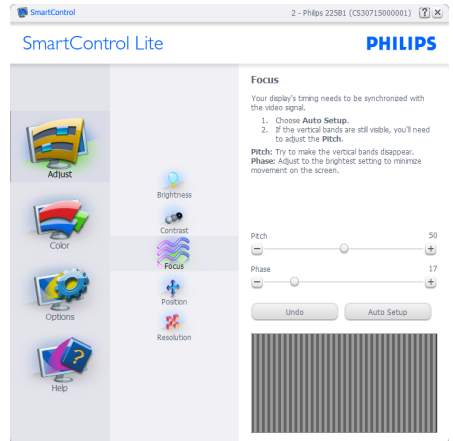 SmartControl
2 - Philips 225B1 (CS30715000001)
? ×
SmartControl Lite
PHILIPS
Adjust
Color
Options
Help
Brightness
Contrast
Focus
Position
Resolution
Focus
Your display's timing needs to be synchronized with
the video signal.
1. Choose Auto Setup.
2. If the vertical bands are still visible, you'll need
to adjust the Pitch.
Pitch: Try to make the vertical bands disappear.
Phase: Adjust to the brightest setting to minimize
movement on the screen.
Pitch 50
− +
Phase 17
− +
Undo Auto Setup